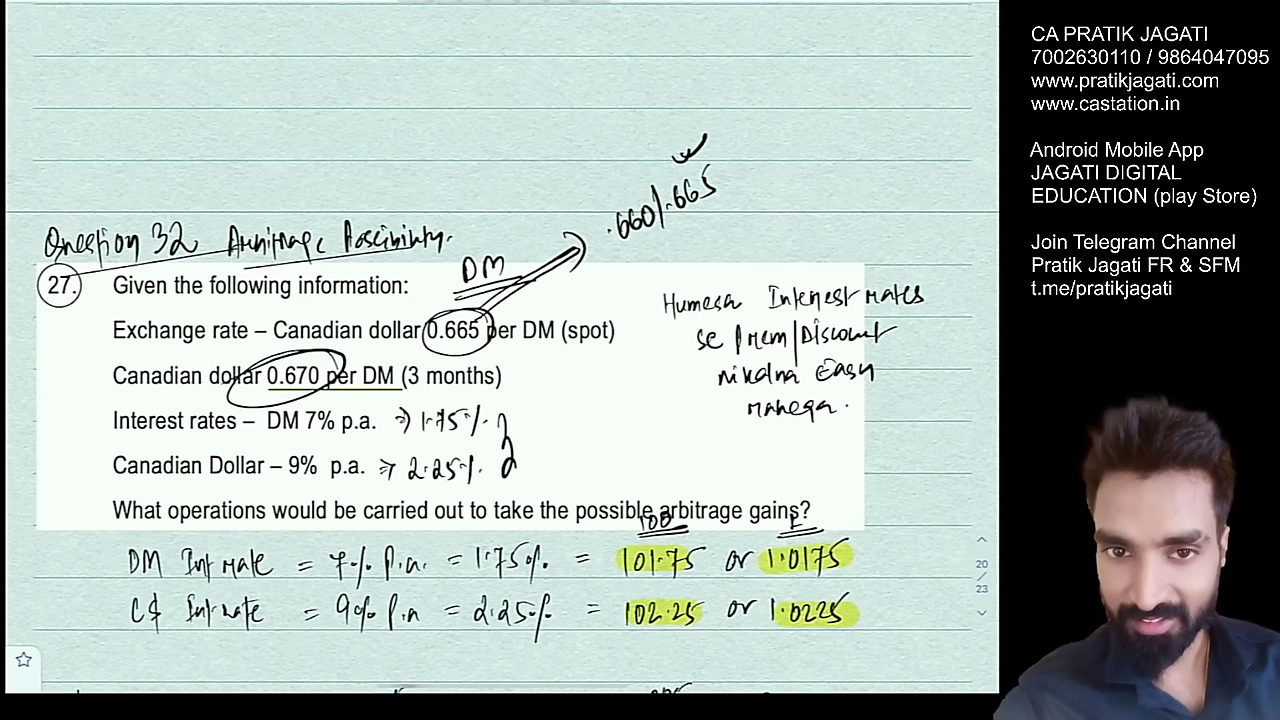 .660/.665
Question 32 Arbitrage Possibility.
DM
27. Given the following information:
Exchange rate – Canadian dollar 0.665 per DM (spot)
Canadian dollar 0.670 per DM (3 months)
Interest rates – DM 7% p.a. ⇒ 1.75%.
Canadian Dollar – 9% p.a. ⇒ 2.25%.
What operations would be carried out to take the possible arbitrage gains?
Humesa Interest rates
se Prem/Discount
nikalna Easy
rahega.
100 1
DM Int rate = 7% P.a. = 1.75% = 101.75 or 1.0175
C$ Int rate = 9% P.a = 2.25% = 102.25 or 1.0225
20
/
23
CA PRATIK JAGATI
7002630110 / 9864047095
www.pratikjagati.com
www.castation.in
Android Mobile App
JAGATI DIGITAL
EDUCATION (play Store)
Join Telegram Channel
Pratik Jagati FR & SFM
t.me/pratikjagati